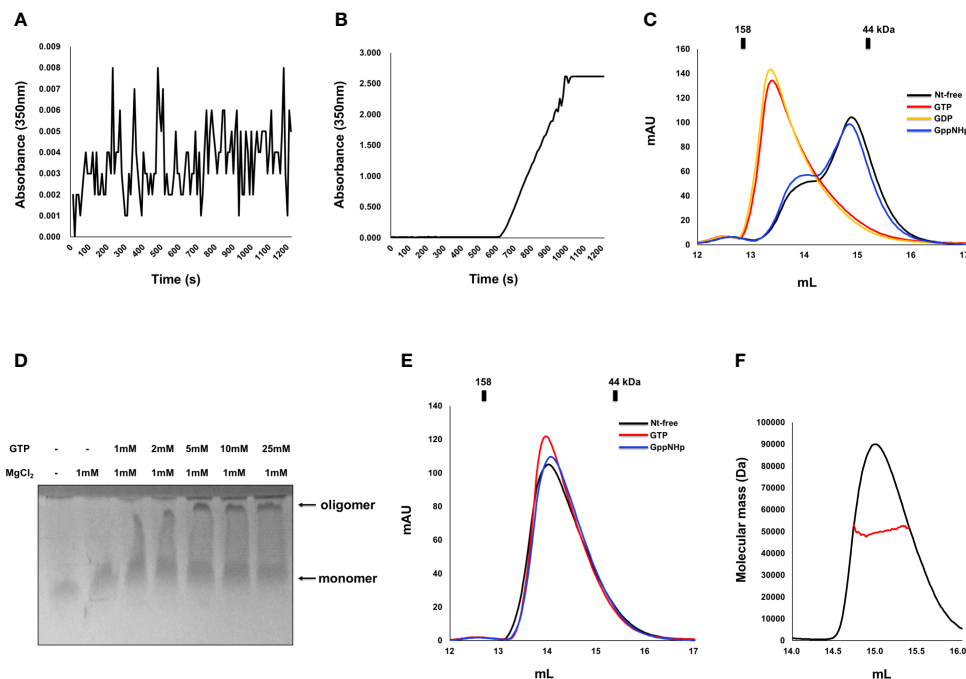 A
Absorbance (350nm)
0.009
0.008
0.007
0.006
0.005
0.004
0.003
0.002
0.001
0.000
0 100 200 300 400 500 600 700 800 900 1000 1100 1200
Time (s)
B
Absorbance (350nm)
3.000
2.500
2.000
1.500
1.000
0.500
0.000
0 100 200 300 400 500 600 700 800 900 1000 1100 1200
Time (s)
C
158 44 kDa
mAU
160
140
120
100
80
60
40
20
0
12 13 14 15 16 17
mL
Nt-free
GTP
GDP
GppNHp
D
GTP - - 1mM 2mM 5mM 10mM 25mM
MgCl₂ - 1mM 1mM 1mM 1mM 1mM 1mM
oligomer
monomer
E
158 44 kDa
mAU
140
120
100
80
60
40
20
0
12 13 14 15 16 17
mL
Nt-free
GTP
GppNHp
F
Molecular mass (Da)
100000
90000
80000
70000
60000
50000
40000
30000
20000
10000
0
14.0 14.5 15.0 15.5 16.0
mL